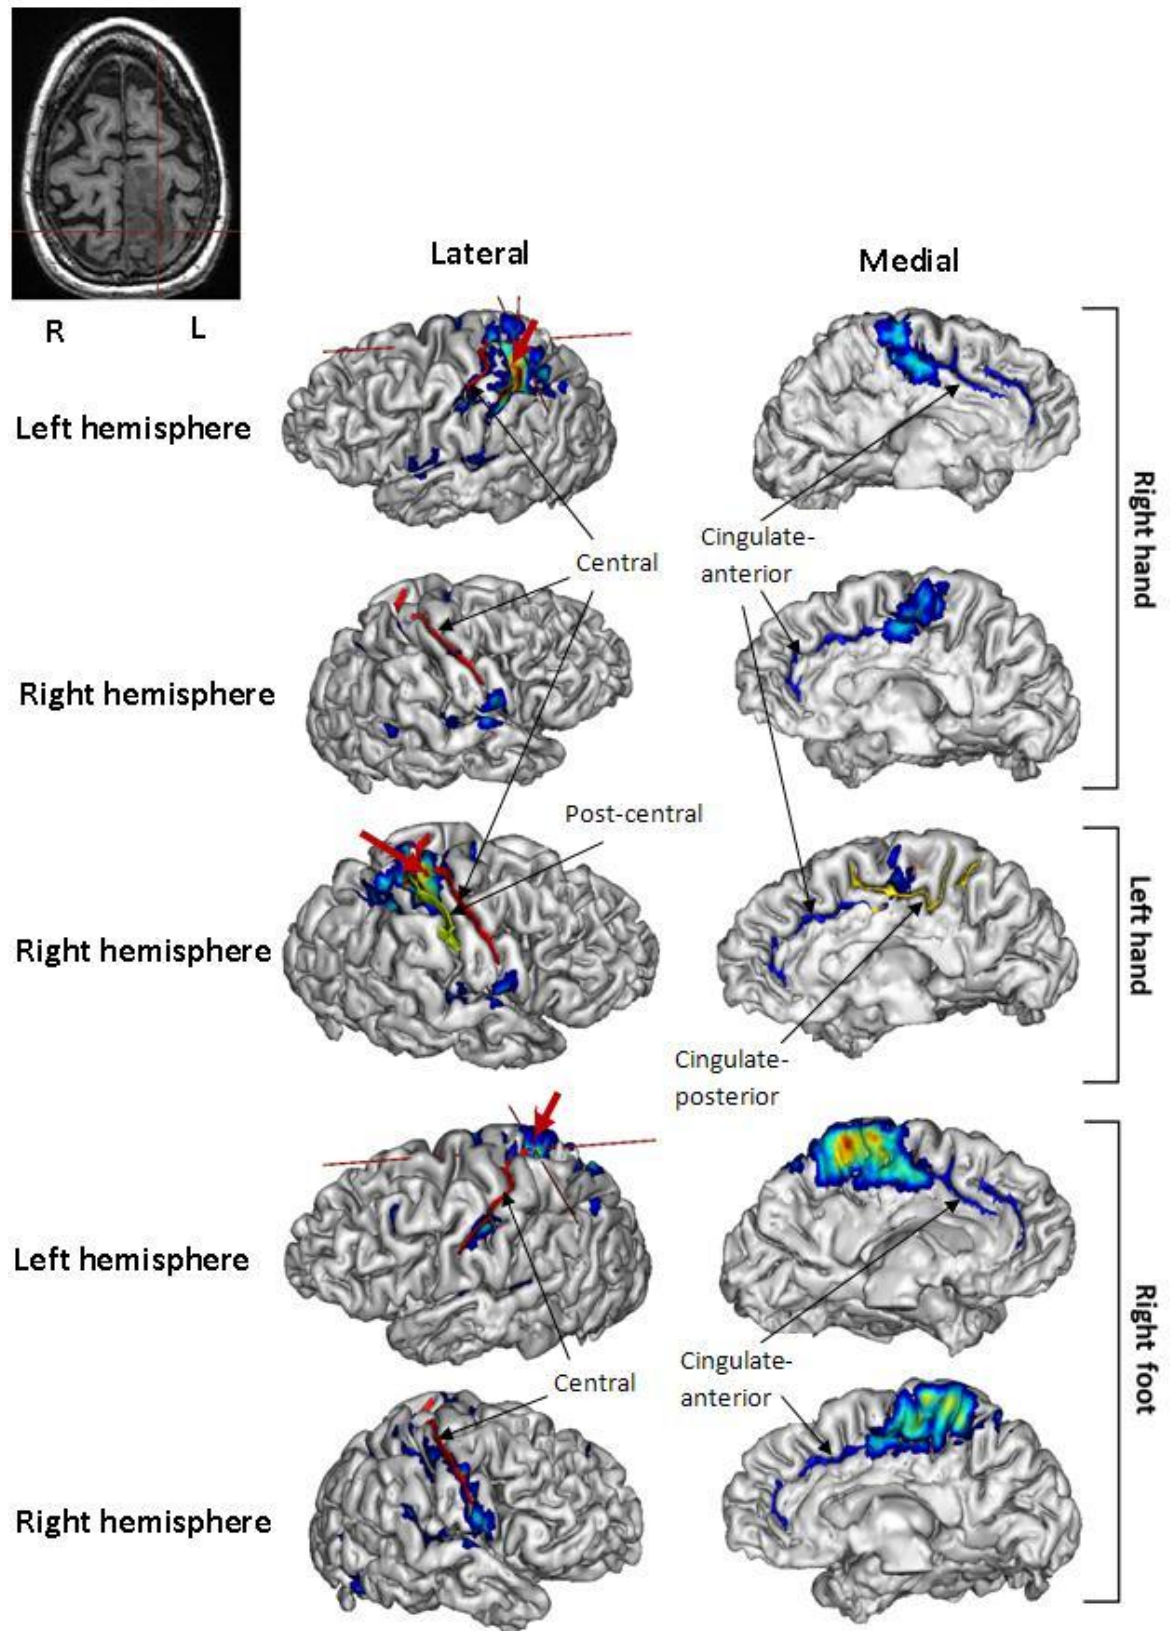 R
L
Lateral
Medial
Left hemisphere
Cingulate-
anterior
Central
Right hand
Right hemisphere
Post-central
Right hemisphere
Left hand
Cingulate-
posterior
Left hemisphere
Cingulate-
anterior
Central
Right foot
Right hemisphere